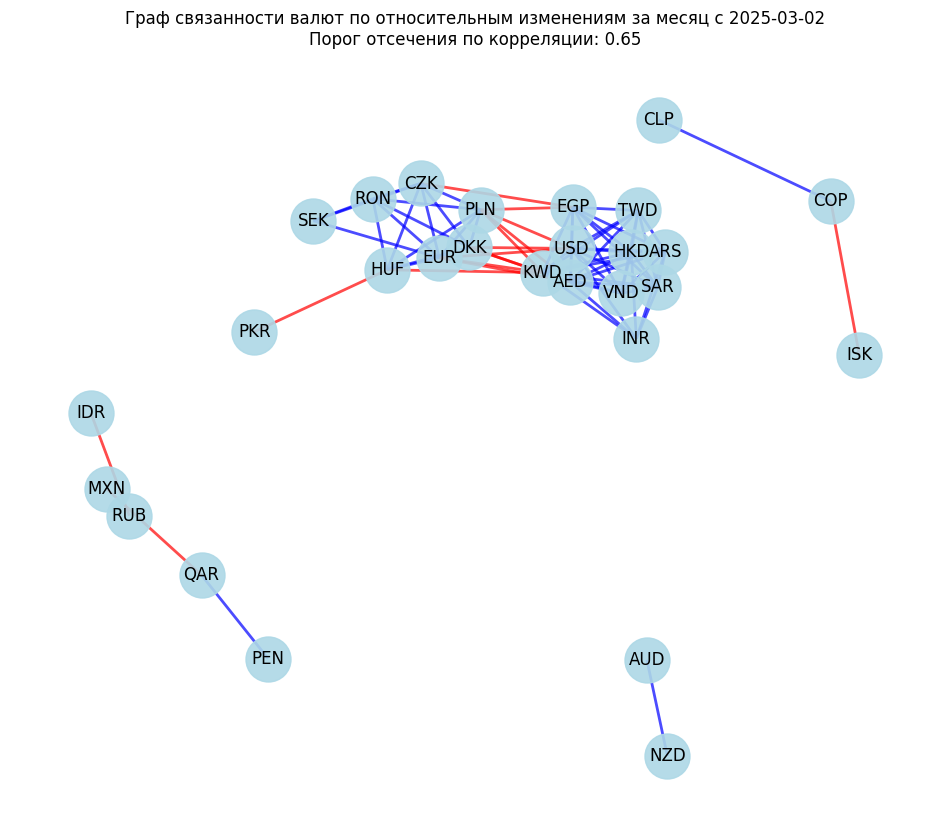 Граф связанности валют по относительным изменениям за месяц с 2025-03-02
Порог отсечения по корреляции: 0.65
CLP
CZK
RON
COP
PLN
EGP
TWD
SEK
DKK
USD
HKD
ARS
EUR
HUF
KWD
AED
VND
SAR
PKR
INR
ISK
IDR
MXN
RUB
QAR
PEN
AUD
NZD